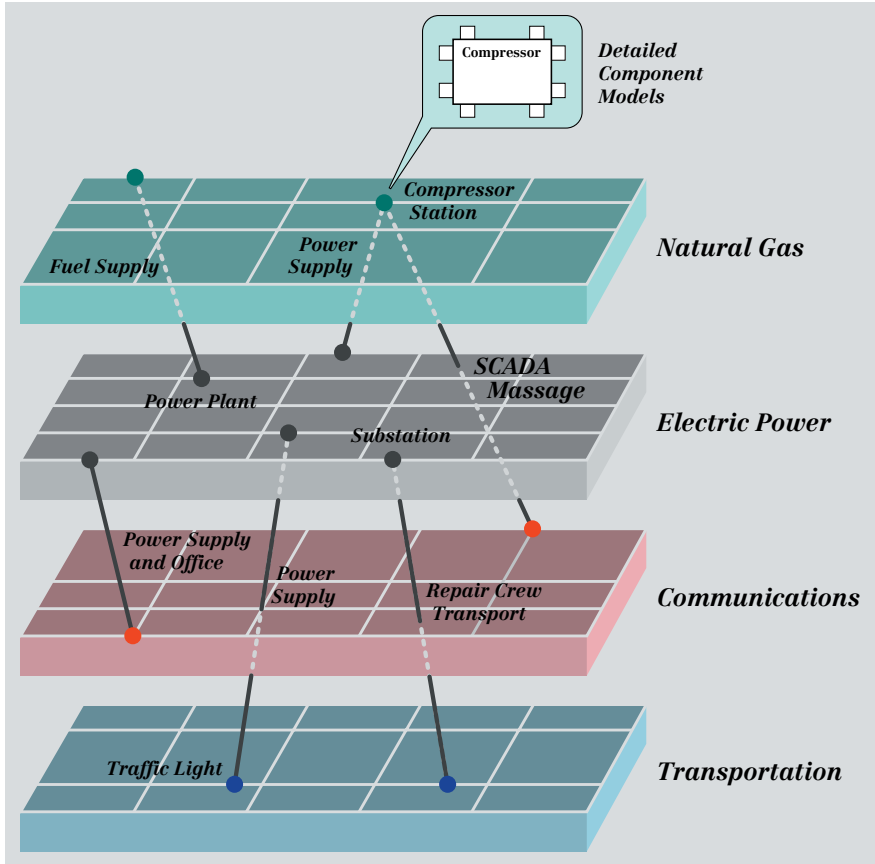 Compressor
Detailed
Component
Models
Compressor
Station
Power
Supply
Fuel Supply
Natural Gas
SCADA
Massage
Power Plant
Substation
Electric Power
Power Supply
and Office
Power
Supply
Repair Crew
Transport
Communications
Traffic Light
Transportation